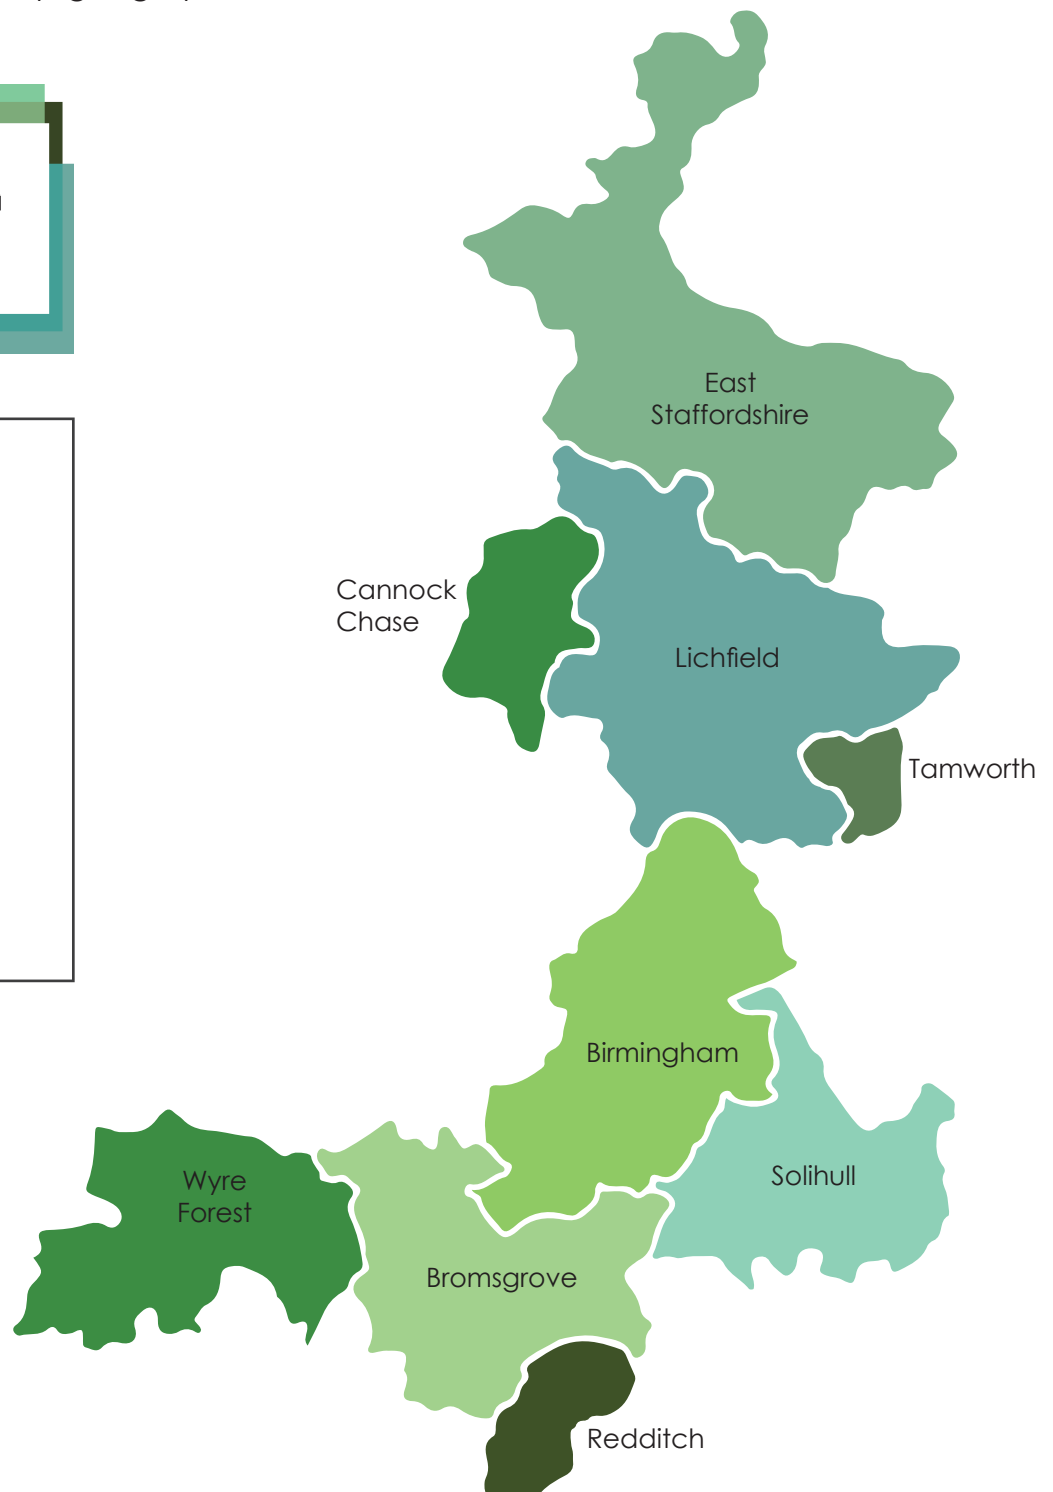 East
Staffordshire
Cannock
Chase
Lichfield
Tamworth
Birmingham
Wyre
Forest
Solihull
Bromsgrove
Redditch